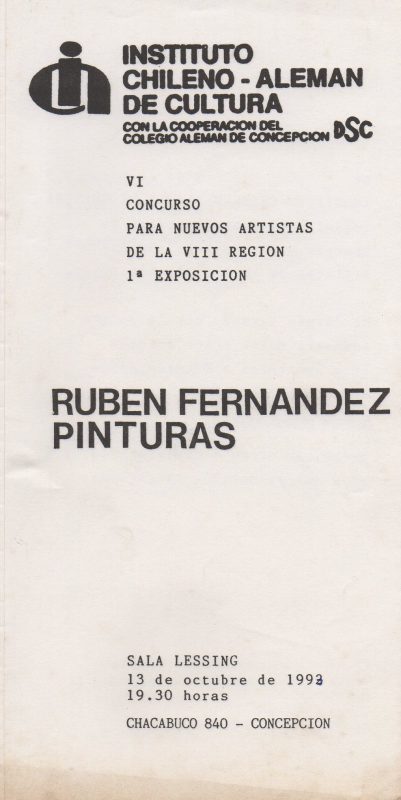 INSTITUTO
CHILENO - ALEMAN
DE CULTURA
CON LA COOPERACION DEL
COLEGIO ALEMAN DE CONCEPCION DSC
VI
CONCURSO
PARA NUEVOS ARTISTAS
DE LA VIII REGION
1ª EXPOSICION
RUBEN FERNANDEZ
PINTURAS
SALA LESSING
13 de octubre de 1992
19.30 horas
CHACABUCO 840 - CONCEPCION